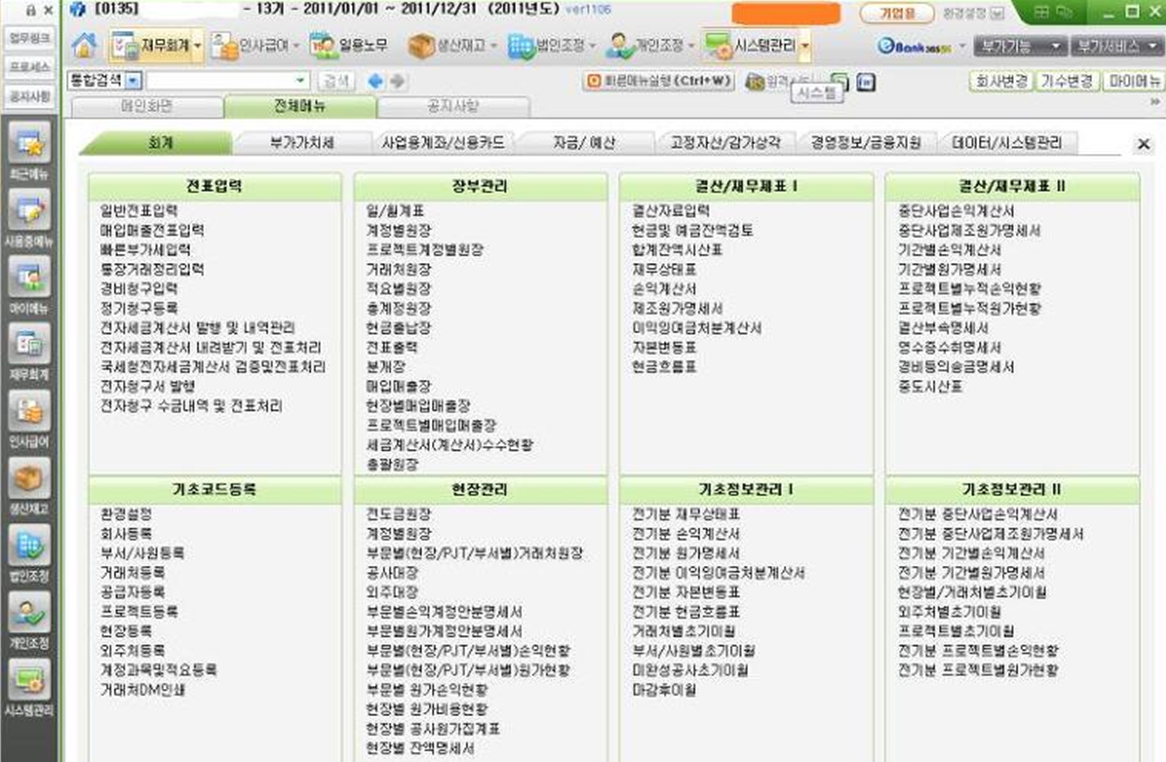 [0135] - 13기 - 2011/01/01 ~ 2011/12/31 (2011년도) ver1106
기업용 환경설정
재무회계 인사급여 일용노무 생산재고 법인조정 개인조정 시스템관리 eBank 부가기능 부가서비스
통합검색 검색 빠른메뉴실행(Ctrl+W) 시스템 회사변경 기수변경 마이메뉴
메인화면 전체메뉴 공지사항
회계 부가가치세 사업용계좌/신용카드 자금/예산 고정자산/감가상각 경영정보/금융지원 데이터/시스템관리
업무링크
프로세스
공지사항
최근메뉴
사용중메뉴
마이메뉴
재무회계
인사급여
생산재고
법인조정
개인조정
시스템관리
전표입력
일반전표입력
매입매출전표입력
빠른부가세입력
통장거래정리입력
경비청구입력
정기청구등록
전자세금계산서 발행 및 내역관리
전자세금계산서 내려받기 및 전표처리
국세청전자세금계산서 검증및전표처리
전자청구서 발행
전자청구 수금내역 및 전표처리
장부관리
일/월계표
계정별원장
프로젝트계정별원장
거래처원장
적요별원장
총계정원장
현금출납장
전표출력
분개장
매입매출장
현장별매입매출장
프로젝트별매입매출장
세금계산서(계산서)수수현황
총괄원장
결산/재무제표 I
결산자료입력
현금및 예금잔액검토
합계잔액시산표
재무상태표
손익계산서
제조원가명세서
이익잉여금처분계산서
자본변동표
현금흐름표
결산/재무제표 II
중단사업손익계산서
중단사업제조원가명세서
기간별손익계산서
기간별원가명세서
프로젝트별누적손익현황
프로젝트별누적원가현황
결산부속명세서
영수증수취명세서
경비등의송금명세서
중도시산표
기초코드등록
환경설정
회사등록
부서/사원등록
거래처등록
공급자등록
프로젝트등록
현장등록
외주처등록
계정과목및적요등록
거래처DM인쇄
현장관리
전도금원장
계정별원장
부문별(현장/PJT/부서별)거래처원장
공사대장
외주대장
부문별손익계정안분명세서
부문별원가계정안분명세서
부문별(현장/PJT/부서별)손익현황
부문별(현장/PJT/부서별)원가현황
부문별 원가손익현황
현장별 원가비용현황
현장별 공사원가집계표
현장별 잔액명세서
기초정보관리 I
전기분 재무상태표
전기분 손익계산서
전기분 원가명세서
전기분 이익잉여금처분계산서
전기분 자본변동표
전기분 현금흐름표
거래처별초기이월
부서/사원별초기이월
미완성공사초기이월
마감후이월
기초정보관리 II
전기분 중단사업손익계산서
전기분 중단사업제조원가명세서
전기분 기간별손익계산서
전기분 기간별원가명세서
현장별/거래처별초기이월
외주처별초기이월
프로젝트별초기이월
전기분 프로젝트별손익현황
전기분 프로젝트별원가현황